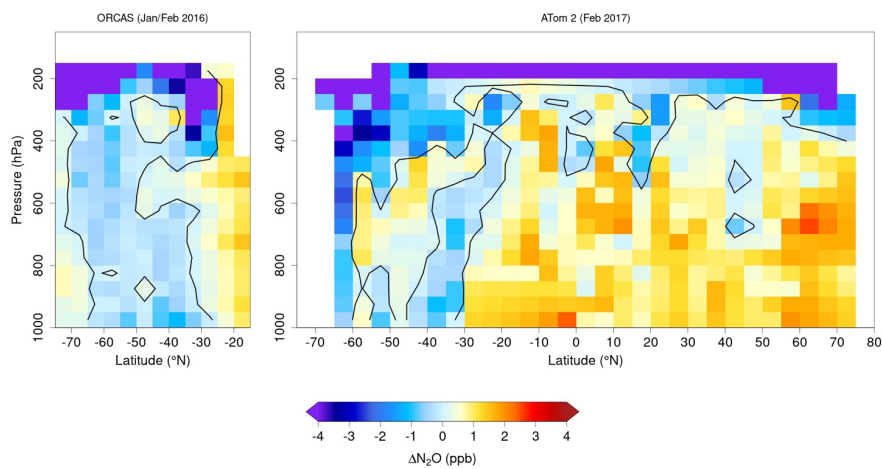 ORCAS (Jan/Feb 2016)
ATom 2 (Feb 2017)
Pressure (hPa)
200
400
600
800
1000
200
400
600
800
1000
-70 -60 -50 -40 -30 -20
-70 -60 -50 -40 -30 -20 -10 0 10 20 30 40 50 60 70 80
Latitude (°N)
Latitude (°N)
-4 -3 -2 -1 0 1 2 3 4
ΔN₂O (ppb)